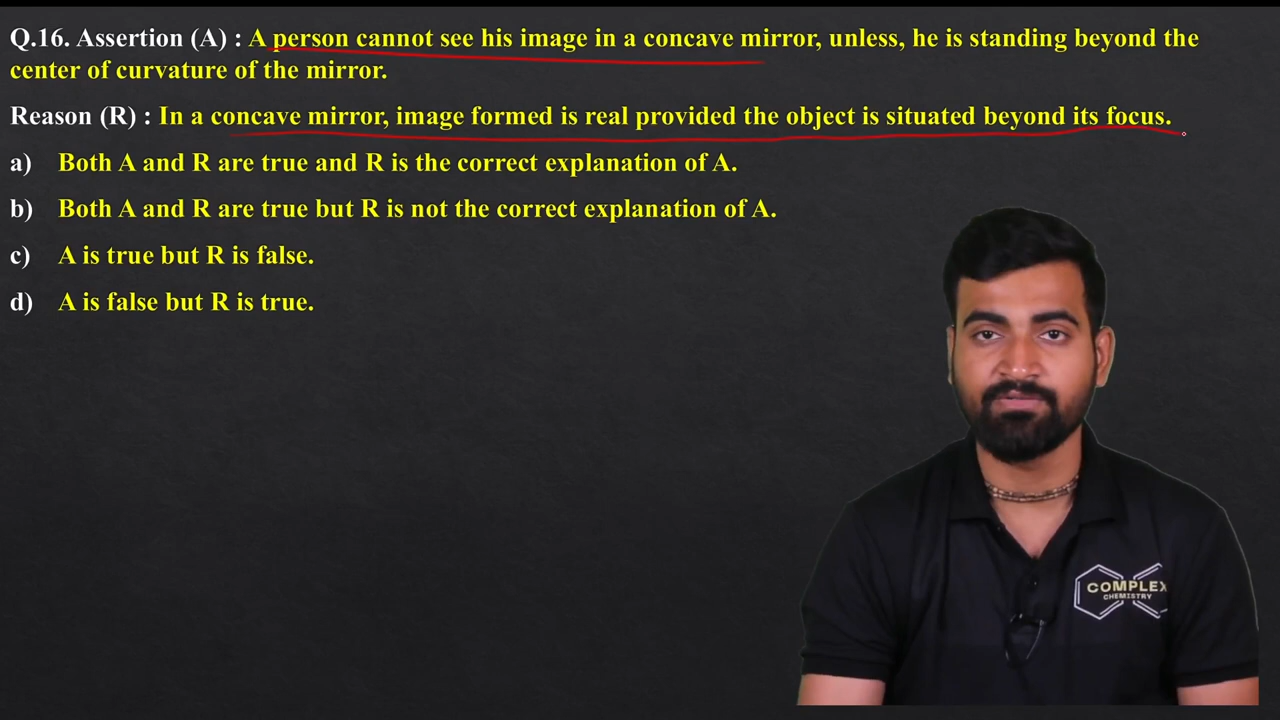 Q.16. Assertion (A) : A person cannot see his image in a concave mirror, unless, he is standing beyond the
center of curvature of the mirror.
Reason (R) : In a concave mirror, image formed is real provided the object is situated beyond its focus.
a) Both A and R are true and R is the correct explanation of A.
b) Both A and R are true but R is not the correct explanation of A.
c) A is true but R is false.
d) A is false but R is true.
COMPLEX
CHEMISTRY